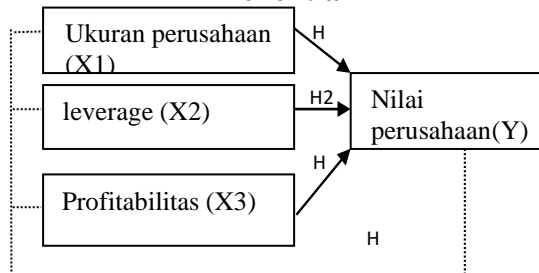 Ukuran perusahaan
(X1)
H
leverage (X2)
H2
Nilai
perusahaan(Y)
H
Profitabilitas (X3)
H